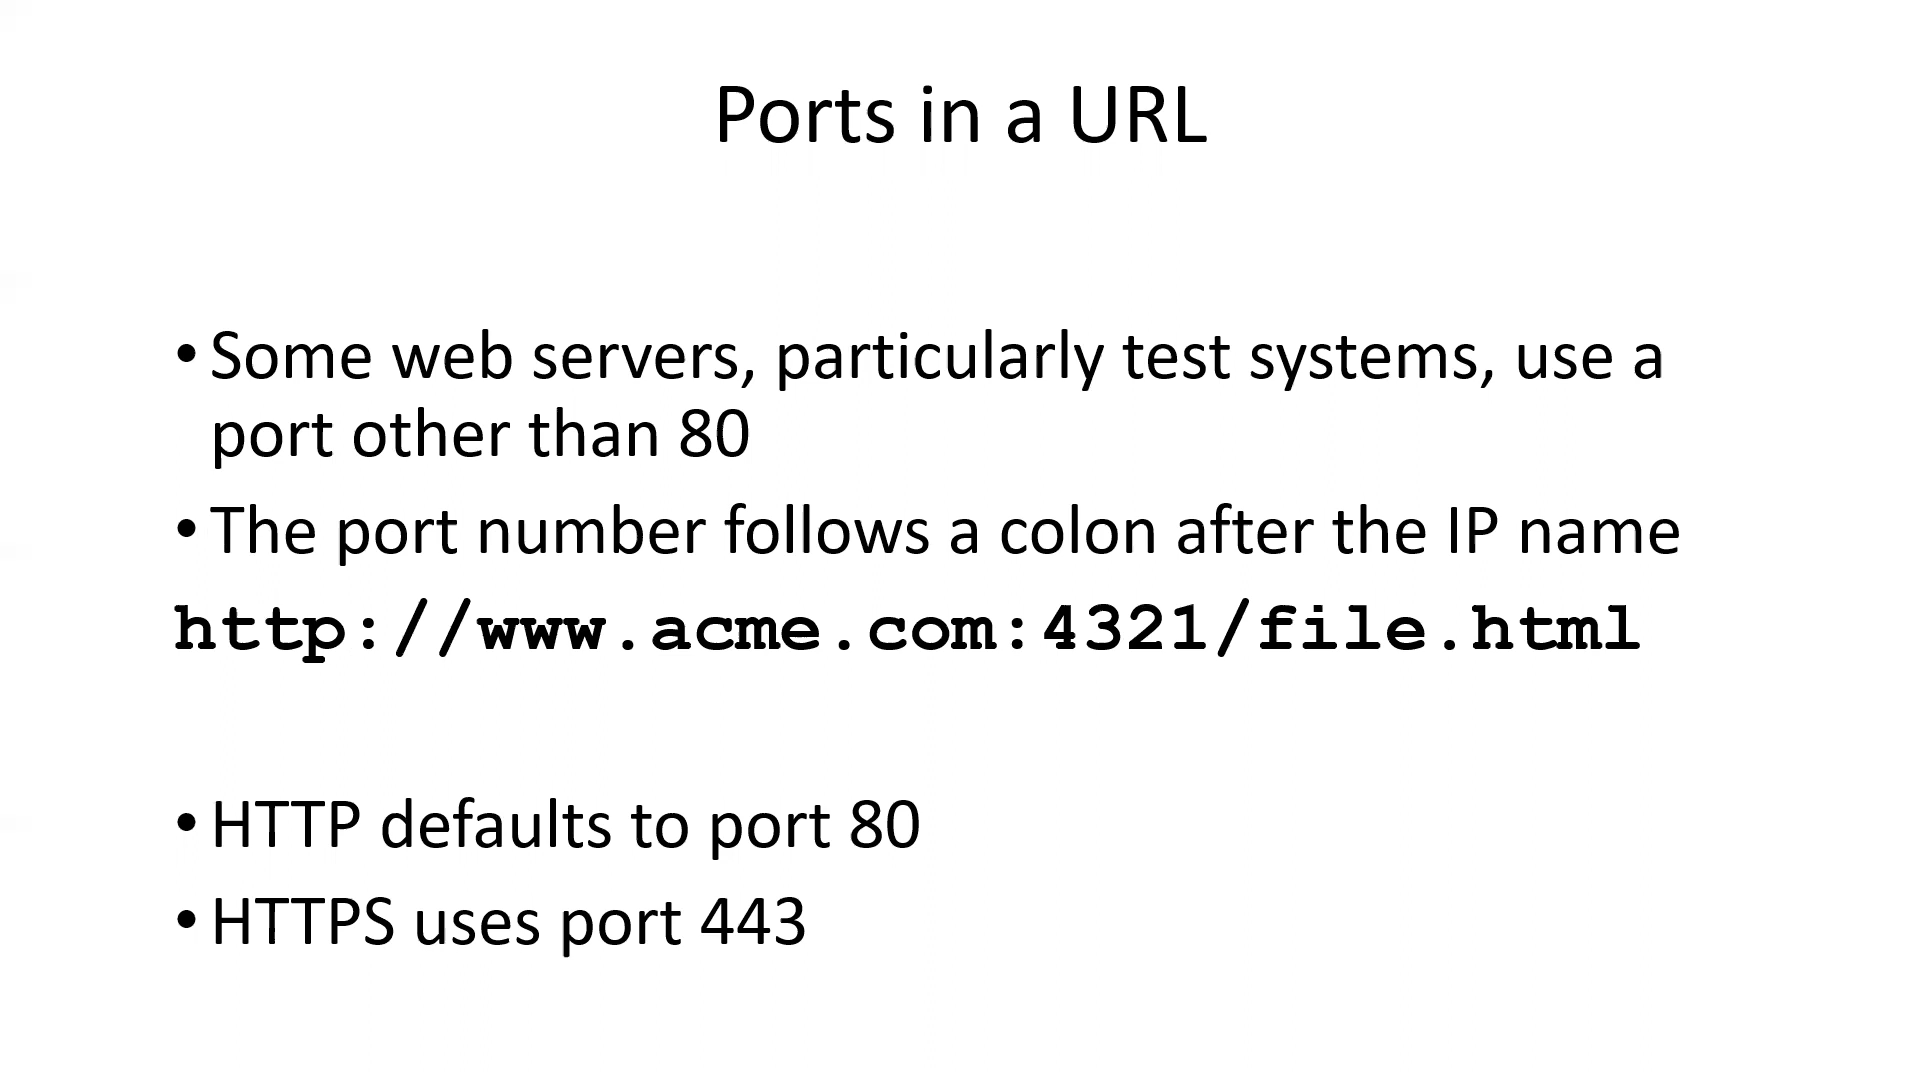 Ports in a URL
• Some web servers, particularly test systems, use a
port other than 80
• The port number follows a colon after the IP name
http://www.acme.com:4321/file.html
• HTTP defaults to port 80
• HTTPS uses port 443